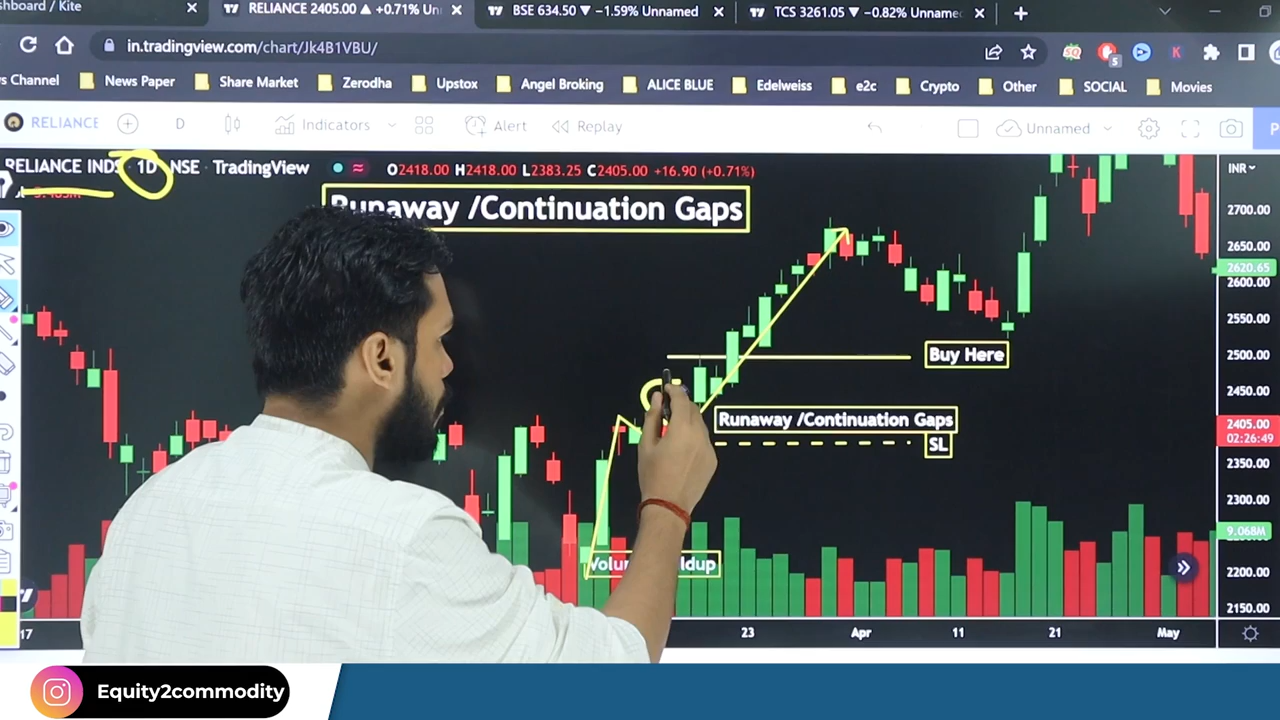 shboard / Kite
RELIANCE 2405.00 ▲ +0.71% Un
BSE 634.50 ▼ −1.59% Unnamed
TCS 3261.05 ▼ −0.82% Unname
in.tradingview.com/chart/Jk4B1VBU/
s Channel
News Paper
Share Market
Zerodha
Upstox
Angel Broking
ALICE BLUE
Edelweiss
e2c
Crypto
Other
SOCIAL
Movies
RELIANCE
D
Indicators
Alert
Replay
Unnamed
P
RELIANCE INDS 1D NSE TradingView
O2418.00 H2418.00 L2383.25 C2405.00 +16.90 (+0.71%)
INR
Runaway /Continuation Gaps
2700.00
2650.00
2620.65
2600.00
2550.00
2500.00
2450.00
2405.00
02:26:49
2350.00
2300.00
9.068M
2200.00
2150.00
Buy Here
Runaway /Continuation Gaps
SL
17
23
Apr
11
21
May
Equity2commodity